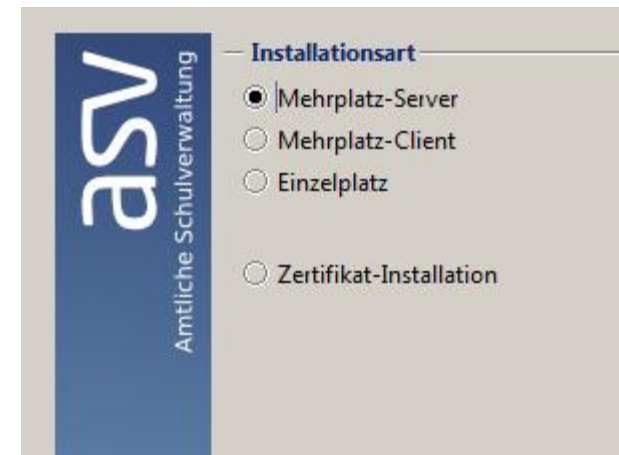 asv
Amtliche Schulverwaltung
Installationsart
Mehrplatz-Server
Mehrplatz-Client
Einzelplatz
Zertifikat-Installation